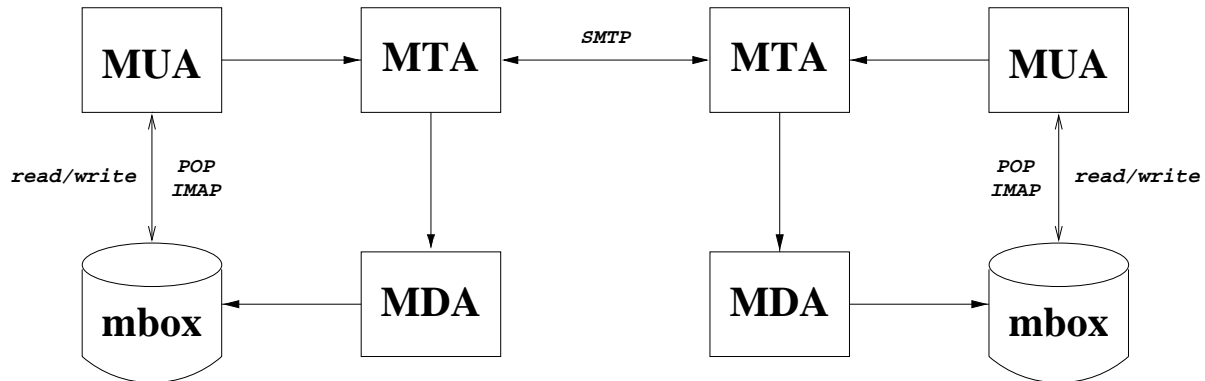 SMTP
MUA
MTA
MTA
MUA
read/write
POP
IMAP
POP
IMAP
read/write
mbox
MDA
MDA
mbox